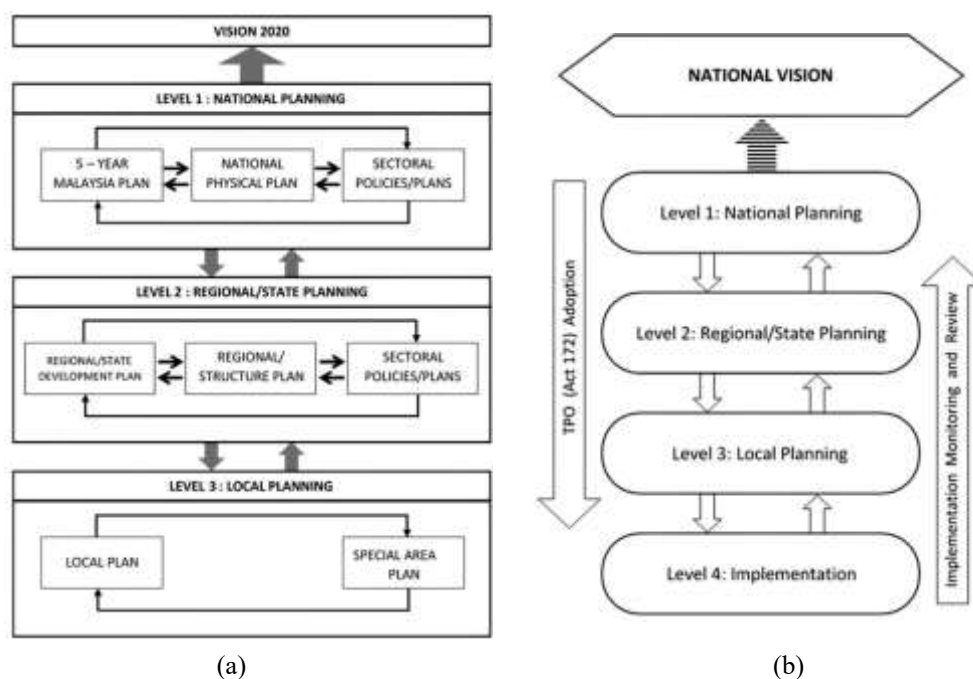 VISION 2020
LEVEL 1 : NATIONAL PLANNING
5 – YEAR
MALAYSIA PLAN
NATIONAL
PHYSICAL PLAN
SECTORAL
POLICIES/PLANS
LEVEL 2 : REGIONAL/STATE PLANNING
REGIONAL/STATE
DEVELOPMENT PLAN
REGIONAL/
STRUCTURE PLAN
SECTORAL
POLICIES/PLANS
LEVEL 3 : LOCAL PLANNING
LOCAL PLAN
SPECIAL AREA
PLAN
(a)
NATIONAL VISION
Level 1: National Planning
Level 2: Regional/State Planning
Level 3: Local Planning
Level 4: Implementation
TPO (Act 172) Adoption
Implementation Monitoring and Review
(b)